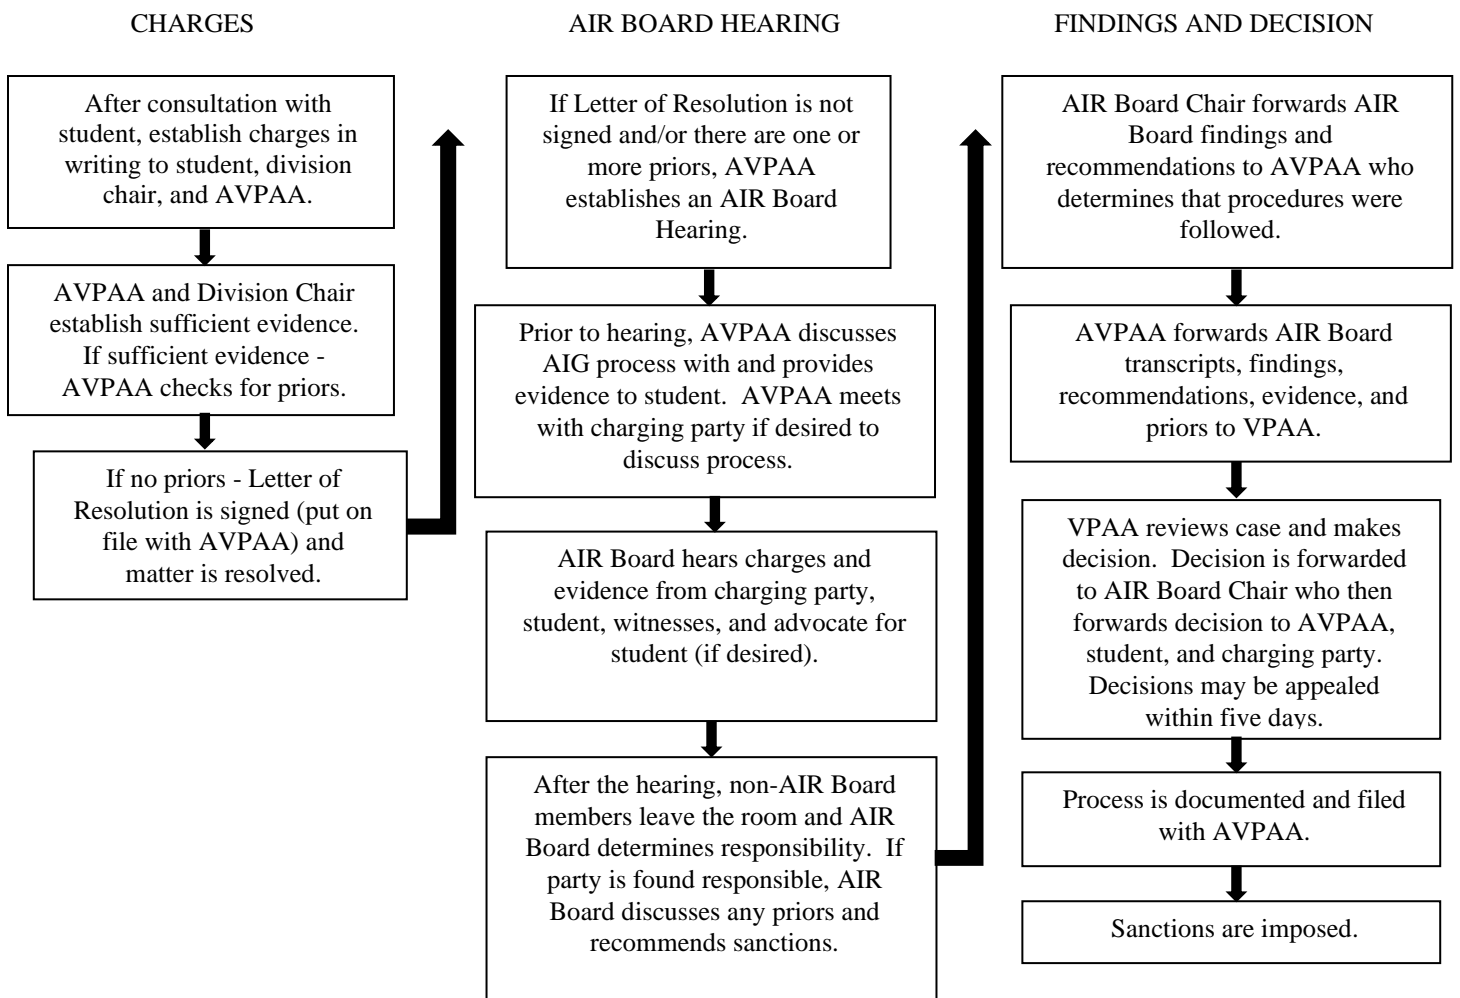 CHARGES
After consultation with
student, establish charges in
writing to student, division
chair, and AVPAA.
AVPAA and Division Chair
establish sufficient evidence.
If sufficient evidence -
AVPAA checks for priors.
If no priors - Letter of
Resolution is signed (put on
file with AVPAA) and
matter is resolved.
AIR BOARD HEARING
If Letter of Resolution is not
signed and/or there are one or
more priors, AVPAA
establishes an AIR Board
Hearing.
Prior to hearing, AVPAA discusses
AIG process with and provides
evidence to student.  AVPAA meets
with charging party if desired to
discuss process.
AIR Board hears charges and
evidence from charging party,
student, witnesses, and advocate for
student (if desired).
After the hearing, non-AIR Board
members leave the room and AIR
Board determines responsibility.  If
party is found responsible, AIR
Board discusses any priors and
recommends sanctions.
FINDINGS AND DECISION
AIR Board Chair forwards AIR
Board findings and
recommendations to AVPAA who
determines that procedures were
followed.
AVPAA forwards AIR Board
transcripts, findings,
recommendations, evidence, and
priors to VPAA.
VPAA reviews case and makes
decision.  Decision is forwarded
to AIR Board Chair who then
forwards decision to AVPAA,
student, and charging party.
Decisions may be appealed
within five days.
Process is documented and filed
with AVPAA.
Sanctions are imposed.